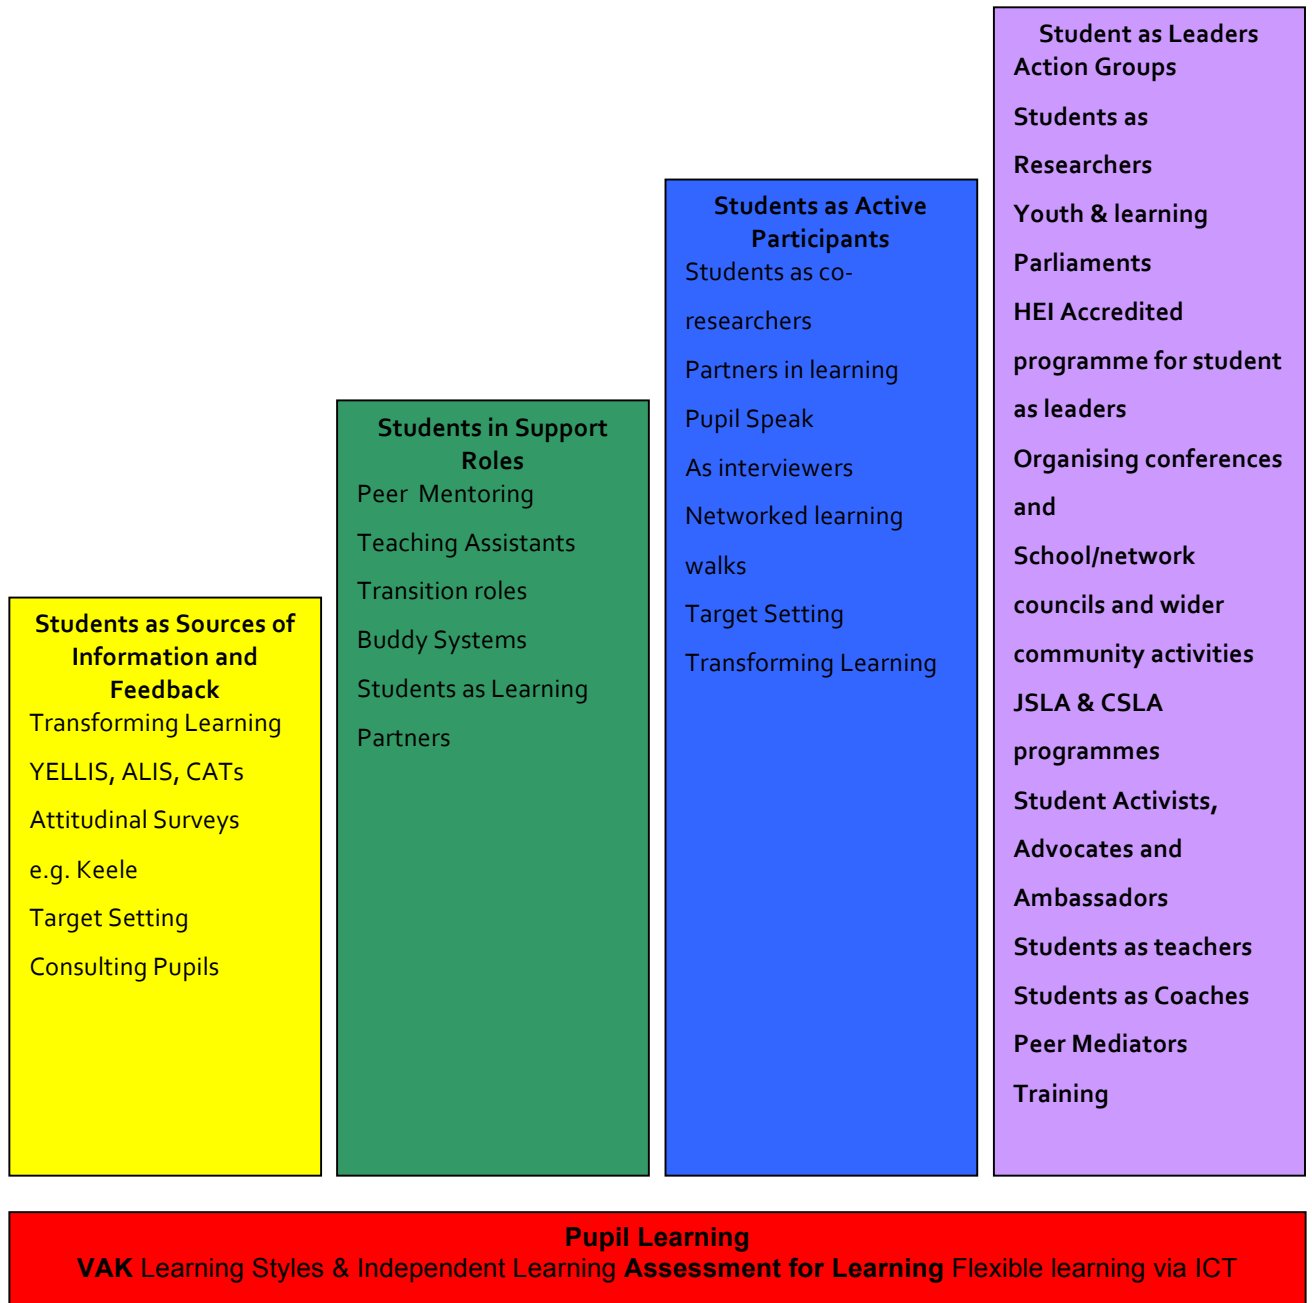 Students as Sources of
Information and
Feedback
Transforming Learning
YELLIS, ALIS, CATs
Attitudinal Surveys
e.g. Keele
Target Setting
Consulting Pupils
Students in Support
Roles
Peer  Mentoring
Teaching Assistants
Transition roles
Buddy Systems
Students as Learning
Partners
Students as Active
Participants
Students as co-
researchers
Partners in learning
Pupil Speak
As interviewers
Networked learning
walks
Target Setting
Transforming Learning
Student as Leaders
Action Groups
Students as
Researchers
Youth & learning
Parliaments
HEI Accredited
programme for student
as leaders
Organising conferences
and
School/network
councils and wider
community activities
JSLA & CSLA
programmes
Student Activists,
Advocates and
Ambassadors
Students as teachers
Students as Coaches
Peer Mediators
Training
Pupil Learning
VAK Learning Styles & Independent Learning Assessment for Learning Flexible learning via ICT